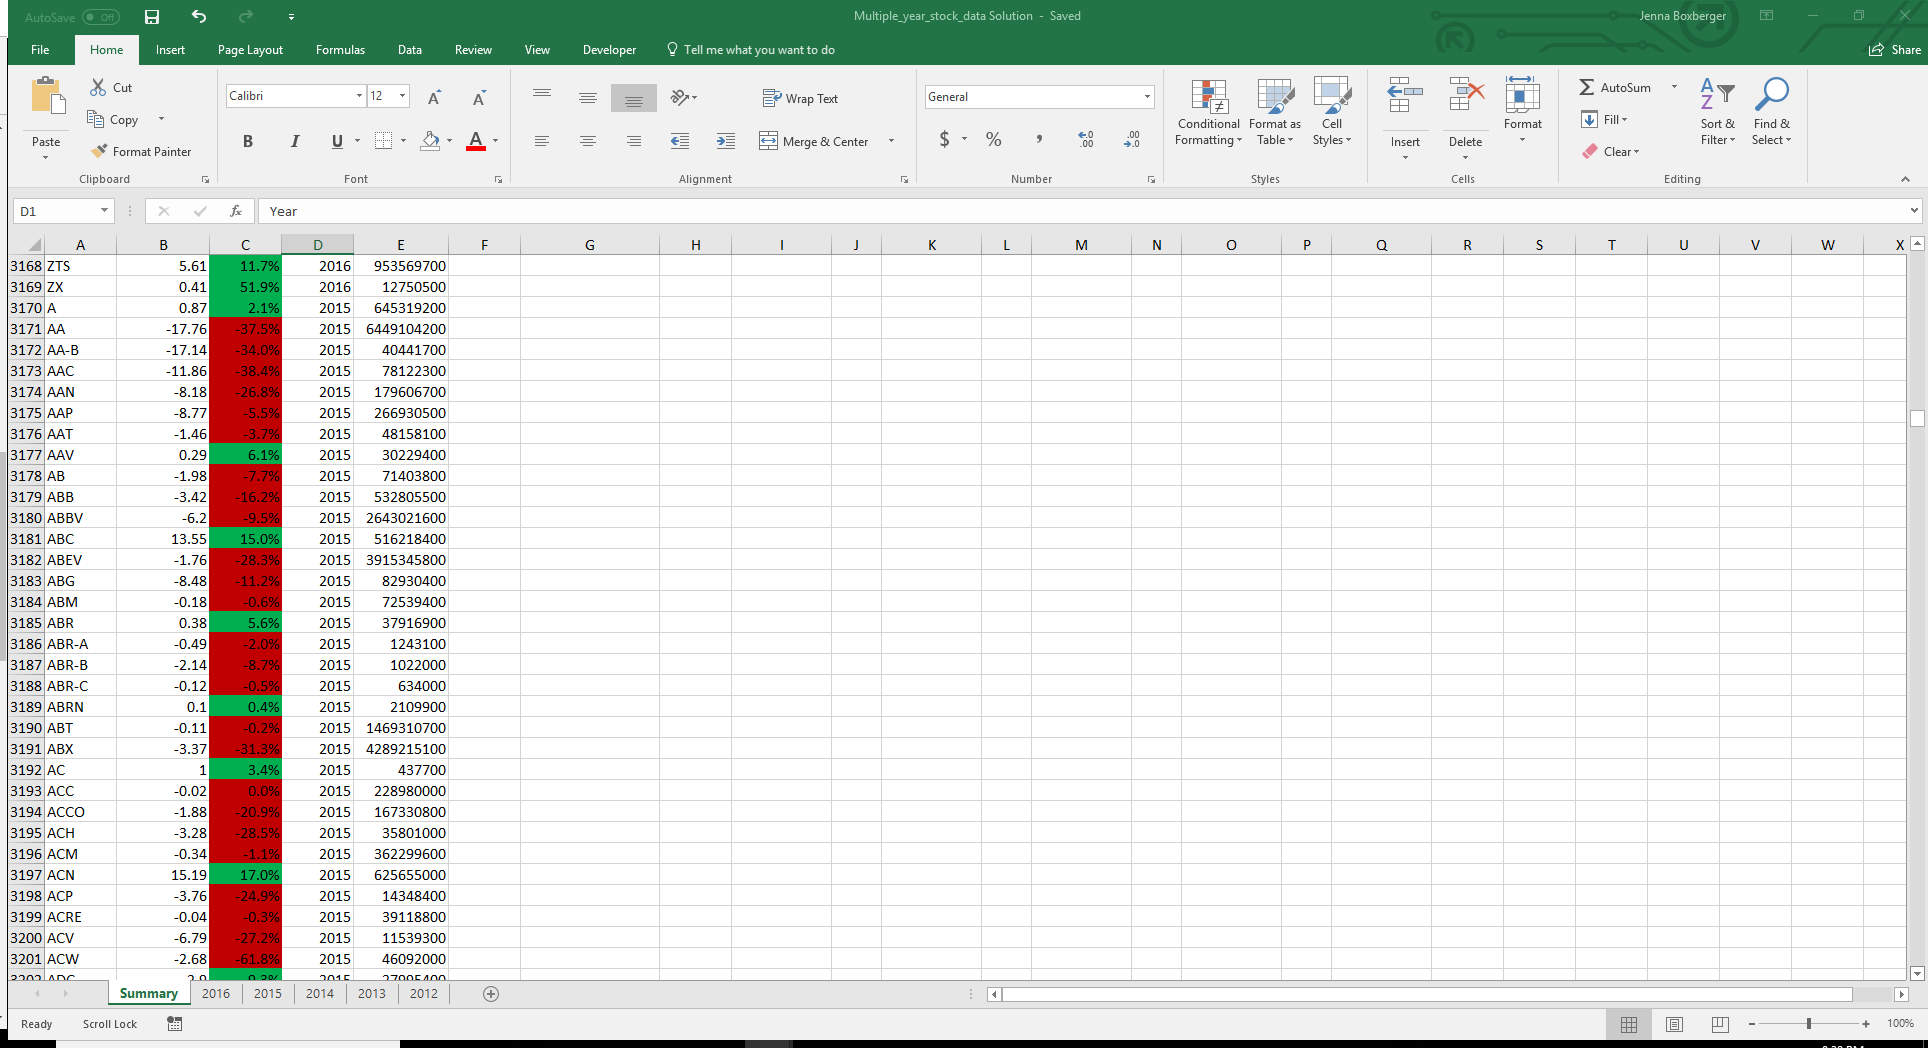 AutoSave Off Multiple_year_stock_data Solution - Saved Jenna Boxberger
File Home Insert Page Layout Formulas Data Review View Developer Tell me what you want to do Share
Cut
Copy
Format Painter
Paste
Clipboard
Calibri 12
B I U A
Font
Wrap Text
Merge & Center
Alignment
General
$ % , .0 .00 .00 .0
Number
Conditional Formatting
Format as Table
Cell Styles
Styles
Insert Delete Format
Cells
AutoSum
Fill
Clear
Sort & Filter
Find & Select
Editing
D1 fx Year
A B C D E F G H I J K L M N O P Q R S T U V W X
3168 ZTS 5.61 11.7% 2016 953569700
3169 ZX 0.41 51.9% 2016 12750500
3170 A 0.87 2.1% 2015 645319200
3171 AA -17.76 -37.5% 2015 6449104200
3172 AA-B -17.14 -34.0% 2015 40441700
3173 AAC -11.86 -38.4% 2015 78122300
3174 AAN -8.18 -26.8% 2015 179606700
3175 AAP -8.77 -5.5% 2015 266930500
3176 AAT -1.46 -3.7% 2015 48158100
3177 AAV 0.29 6.1% 2015 30229400
3178 AB -1.98 -7.7% 2015 71403800
3179 ABB -3.42 -16.2% 2015 532805500
3180 ABBV -6.2 -9.5% 2015 2643021600
3181 ABC 13.55 15.0% 2015 516218400
3182 ABEV -1.76 -28.3% 2015 3915345800
3183 ABG -8.48 -11.2% 2015 82930400
3184 ABM -0.18 -0.6% 2015 72539400
3185 ABR 0.38 5.6% 2015 37916900
3186 ABR-A -0.49 -2.0% 2015 1243100
3187 ABR-B -2.14 -8.7% 2015 1022000
3188 ABR-C -0.12 -0.5% 2015 634000
3189 ABRN 0.1 0.4% 2015 2109900
3190 ABT -0.11 -0.2% 2015 1469310700
3191 ABX -3.37 -31.3% 2015 4289215100
3192 AC 1 3.4% 2015 437700
3193 ACC -0.02 0.0% 2015 228980000
3194 ACCO -1.88 -20.9% 2015 167330800
3195 ACH -3.28 -28.5% 2015 35801000
3196 ACM -0.34 -1.1% 2015 362299600
3197 ACN 15.19 17.0% 2015 625655000
3198 ACP -3.76 -24.9% 2015 14348400
3199 ACRE -0.04 -0.3% 2015 39118800
3200 ACV -6.79 -27.2% 2015 11539300
3201 ACW -2.68 -61.8% 2015 46092000
Summary 2016 2015 2014 2013 2012
Ready Scroll Lock 100%